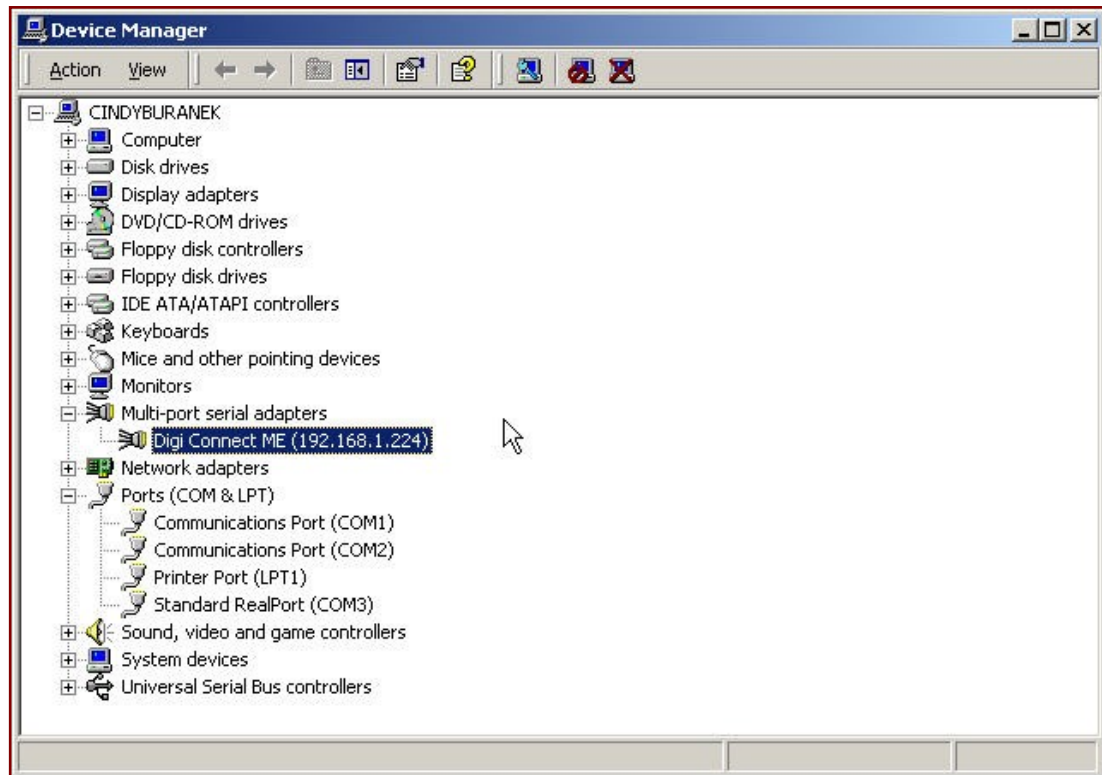 Device Manager
Action View
CINDYBURANEK
Computer
Disk drives
Display adapters
DVD/CD-ROM drives
Floppy disk controllers
Floppy disk drives
IDE ATA/ATAPI controllers
Keyboards
Mice and other pointing devices
Monitors
Multi-port serial adapters
Digi Connect ME (192.168.1.224)
Network adapters
Ports (COM & LPT)
Communications Port (COM1)
Communications Port (COM2)
Printer Port (LPT1)
Standard RealPort (COM3)
Sound, video and game controllers
System devices
Universal Serial Bus controllers